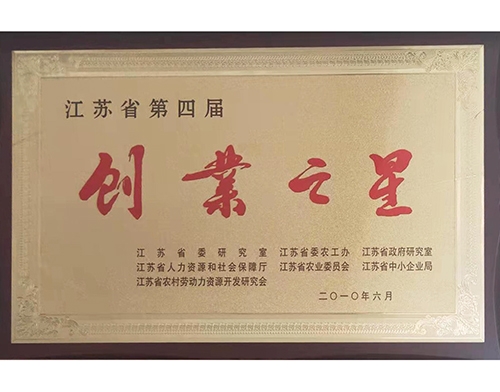 江苏省第四届
创業之星
江苏省委研究室 江苏省委农工办 江苏省政府研究室
江苏省人力资源和社会保障厅 江苏省农业委员会 江苏省中小企业局
江苏省农村劳动力资源开发研究会
二〇一〇年六月